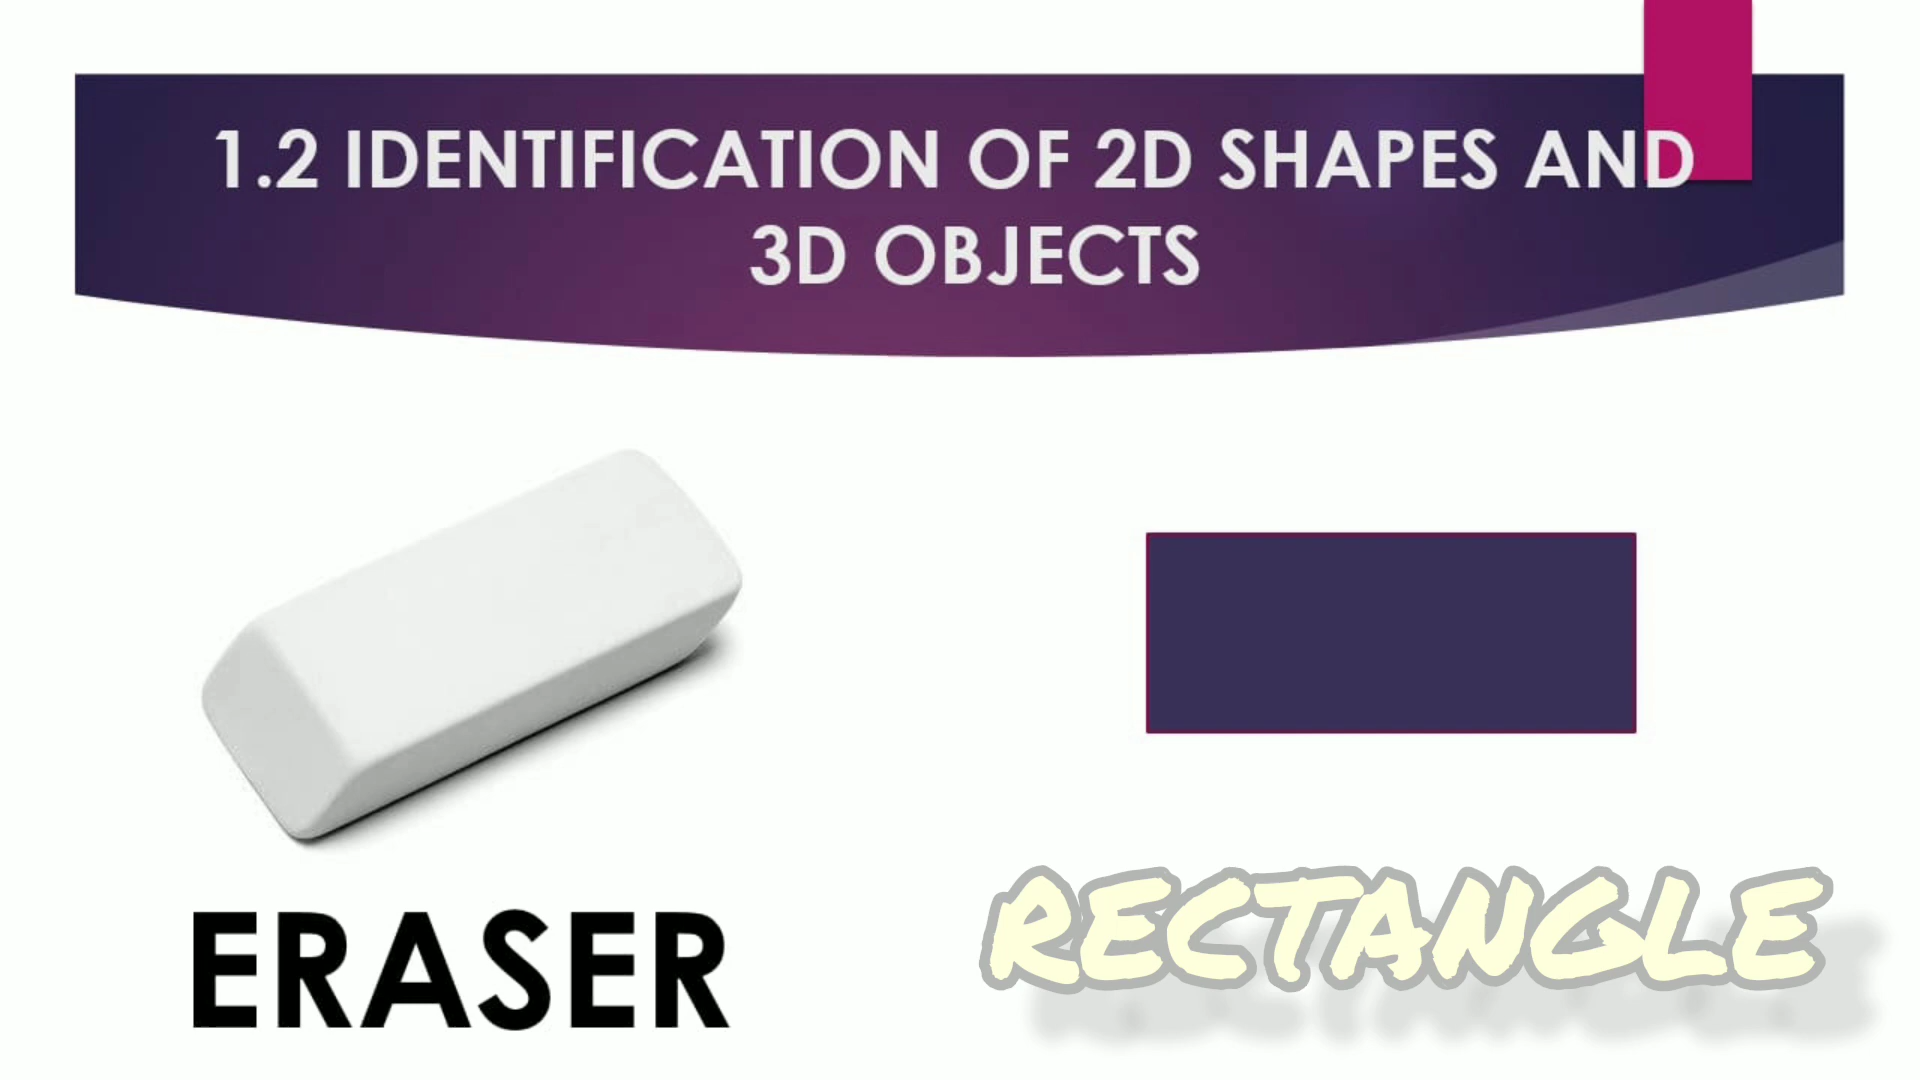 1.2 IDENTIFICATION OF 2D SHAPES AND
3D OBJECTS
ERASER
RECTANGLE